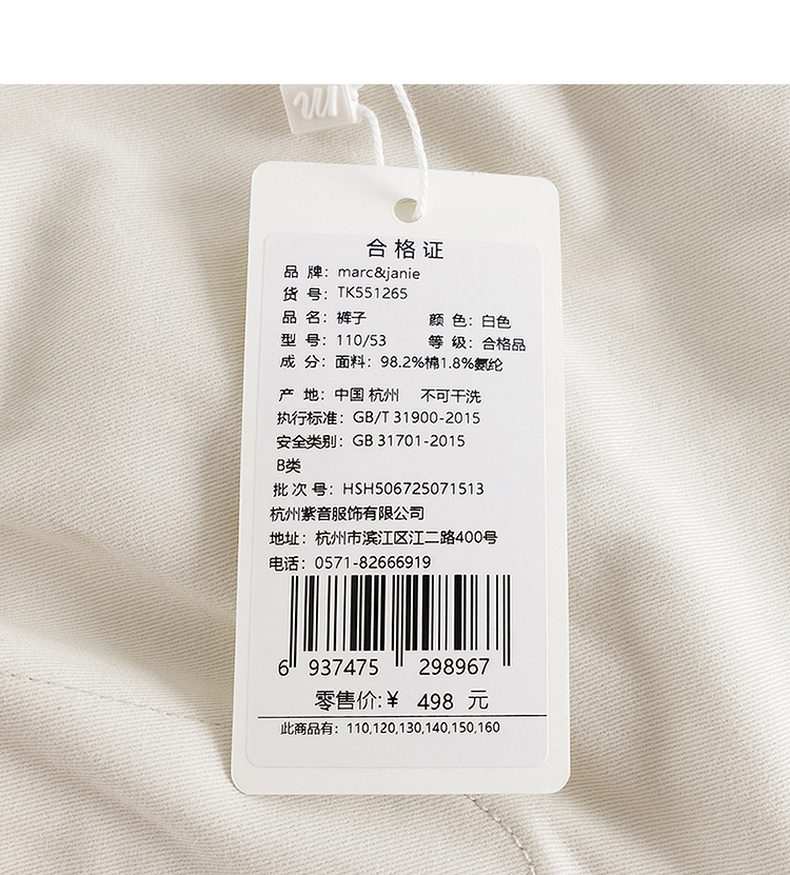 合格证
品 牌：marc&janie
货 号：TK551265
品 名：裤子 颜 色：白色
型 号：110/53 等 级：合格品
成 分：面料：98.2%棉1.8%氨纶
产 地：中国 杭州 不可干洗
执行标准：GB/T 31900-2015
安全类别：GB 31701-2015
B类
批 次 号：HSH506725071513
杭州紫音服饰有限公司
地址：杭州市滨江区江二路400号
电话：0571-82666919
6 937475 298967
零售价:¥ 498 元
此商品有：110,120,130,140,150,160